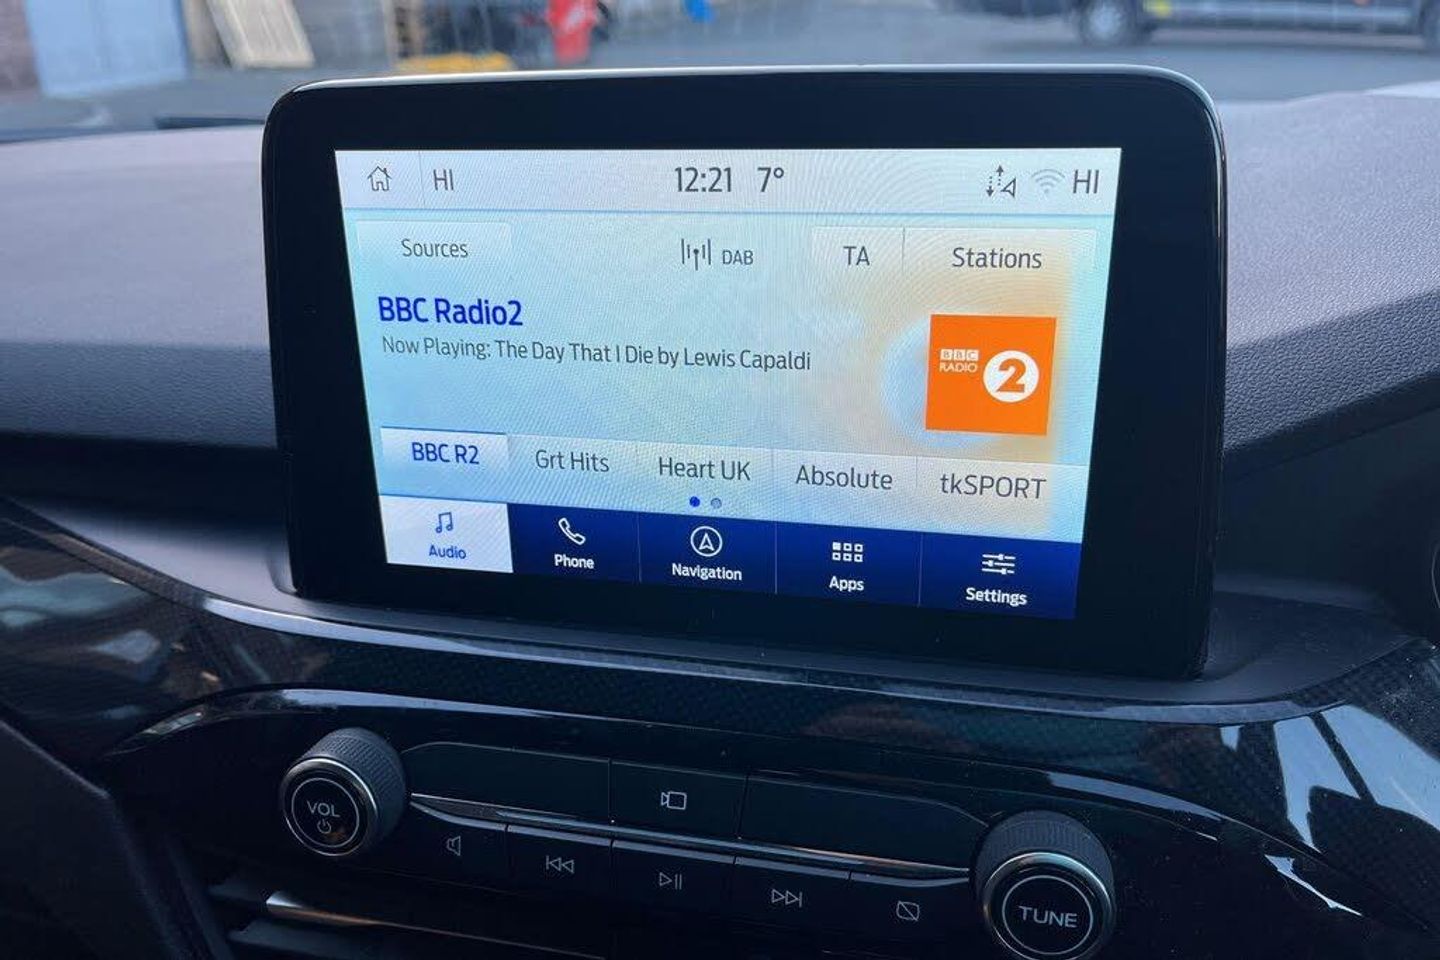 HI 12:21 7° HI
Sources DAB TA Stations
BBC Radio2
Now Playing: The Day That I Die by Lewis Capaldi
BBC
RADIO 2
BBC R2 Grt Hits Heart UK Absolute tkSPORT
Audio Phone Navigation Apps Settings
VOL
TUNE